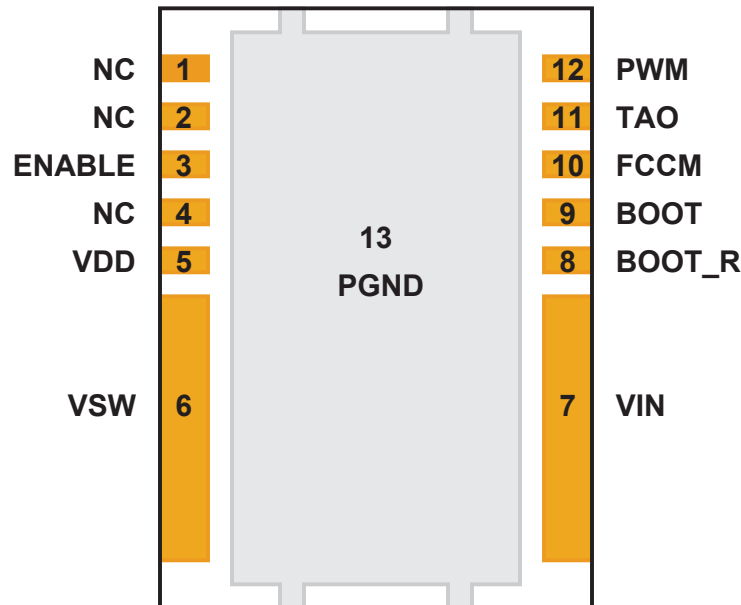 NC 1 12 PWM
NC 2 11 TAO
ENABLE 3 10 FCCM
NC 4 9 BOOT
VDD 5 8 BOOT_R
13
PGND
VSW 6 7 VIN